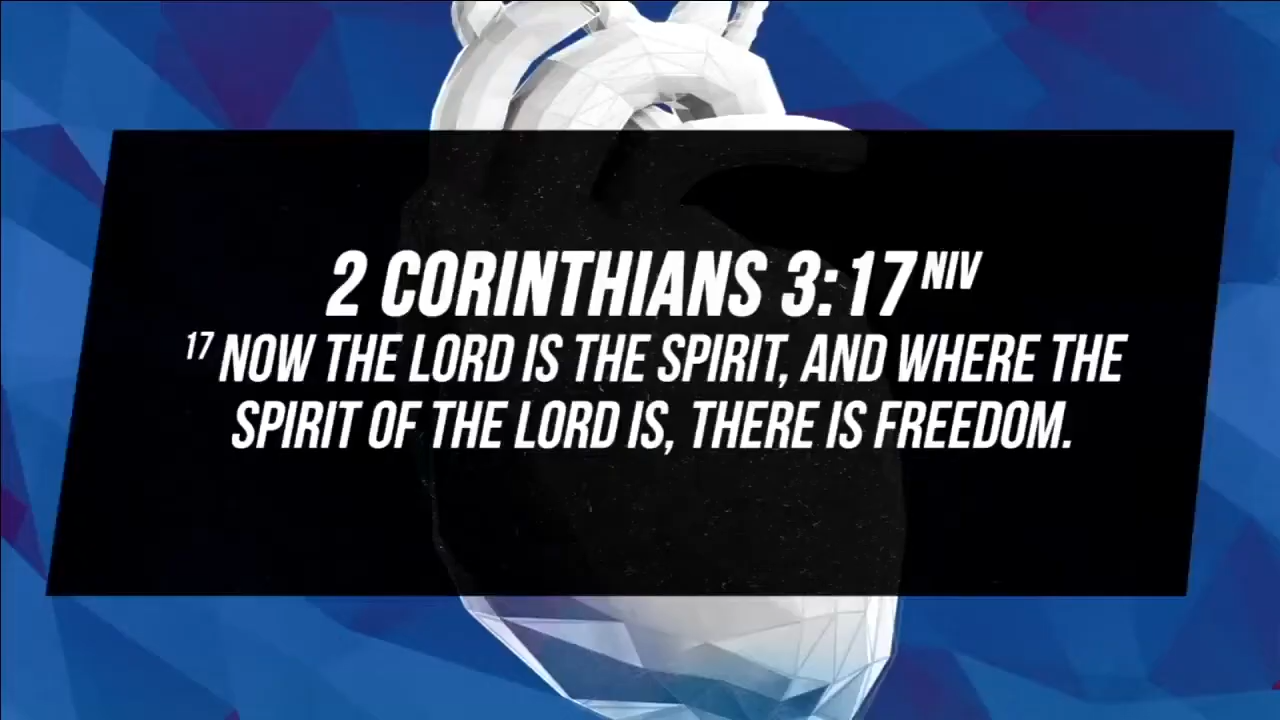 2 CORINTHIANS 3:17 NIV
17 NOW THE LORD IS THE SPIRIT, AND WHERE THE
SPIRIT OF THE LORD IS, THERE IS FREEDOM.